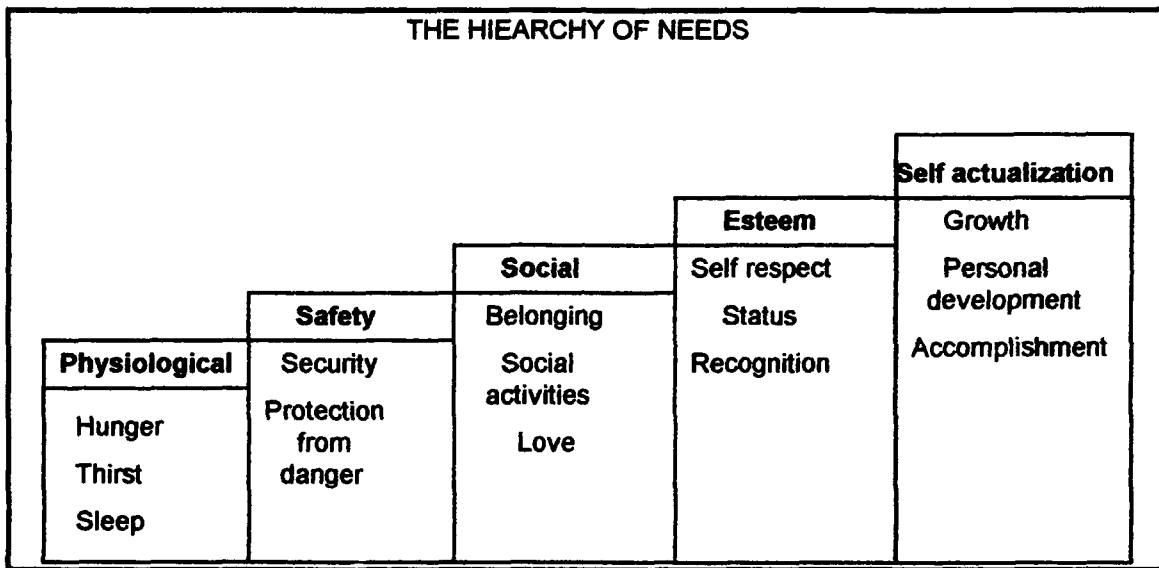 THE HIEARCHY OF NEEDS
Physiological
Hunger
Thirst
Sleep
Safety
Security
Protection
from
danger
Social
Belonging
Social
activities
Love
Esteem
Self respect
Status
Recognition
Self actualization
Growth
Personal
development
Accomplishment